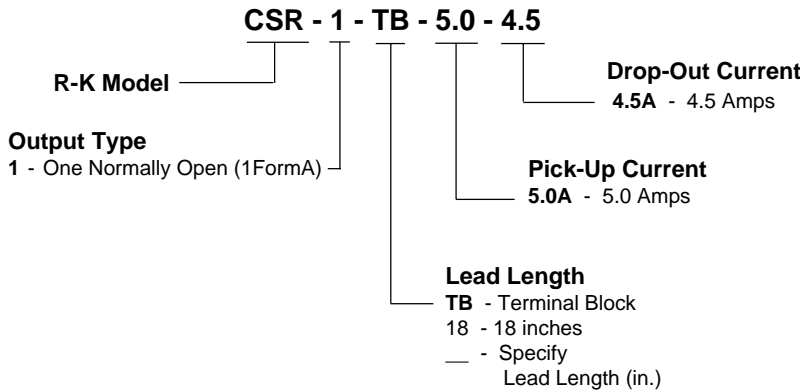 CSR - 1 - TB - 5.0 - 4.5
R-K Model
Drop-Out Current
4.5A - 4.5 Amps
Output Type
1 - One Normally Open (1FormA)
Pick-Up Current
5.0A - 5.0 Amps
Lead Length
TB - Terminal Block
18 - 18 inches
__ - Specify
Lead Length (in.)